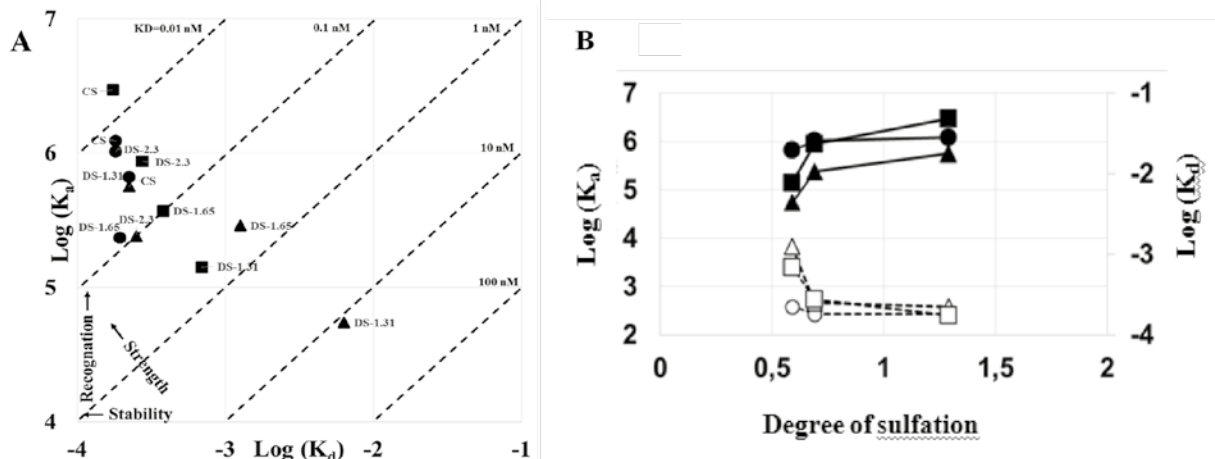 A
7
6
5
4
Log (Ka)
KD=0.01 nM
0.1 nM
1 nM
10 nM
100 nM
CS
CS
DS-2.3
DS-2.3
DS-1.31
CS
DS-1.65
DS-2.3
DS-1.65
DS-1.65
DS-1.31
DS-1.31
Recognation
Strength
Stability
-4
-3
-2
-1
Log (Kd)
B
7
6
5
4
3
2
Log (Ka)
-1
-2
-3
-4
Log (Kd)
0
0,5
1
1,5
2
Degree of sulfation